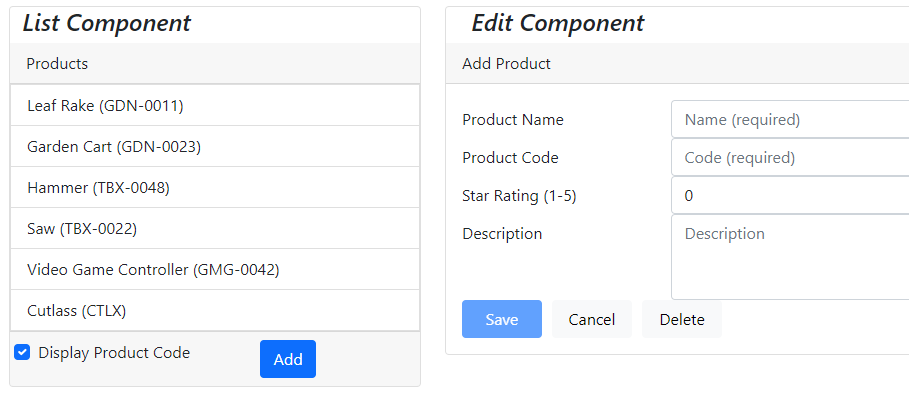 List Component
Products
Leaf Rake (GDN-0011)
Garden Cart (GDN-0023)
Hammer (TBX-0048)
Saw (TBX-0022)
Video Game Controller (GMG-0042)
Cutlass (CTLX)
Display Product Code
Add
Edit Component
Add Product
Product Name
Name (required)
Product Code
Code (required)
Star Rating (1-5)
0
Description
Description
Save
Cancel
Delete